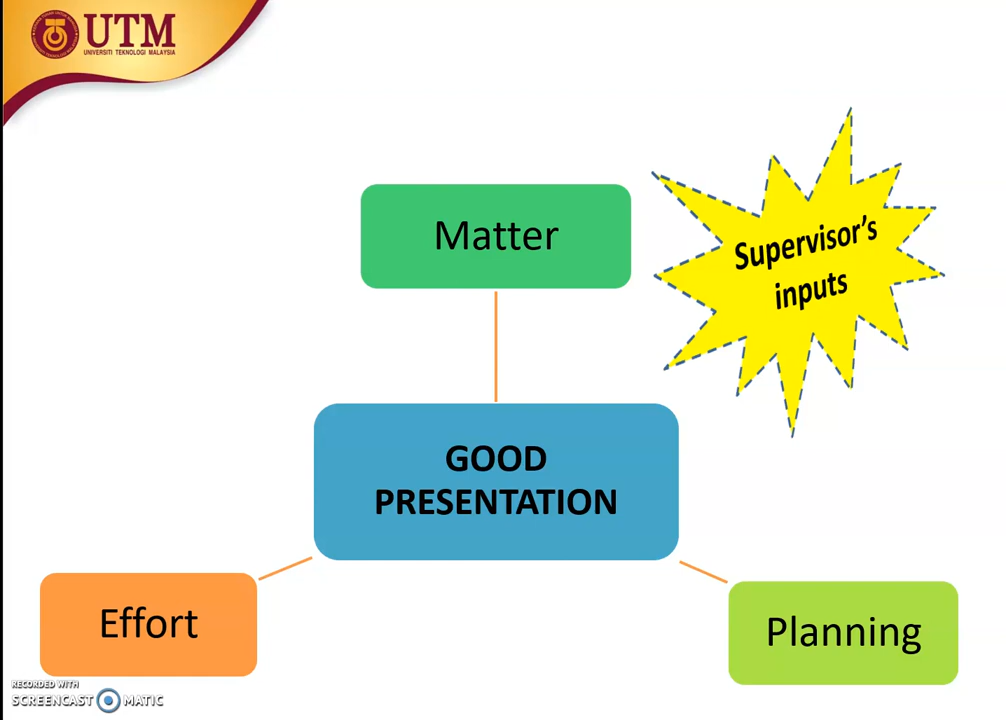 UTM
UNIVERSITI TEKNOLOGI MALAYSIA
Matter
Supervisor's
inputs
GOOD
PRESENTATION
Effort
Planning
RECORDED WITH
SCREENCAST MATIC